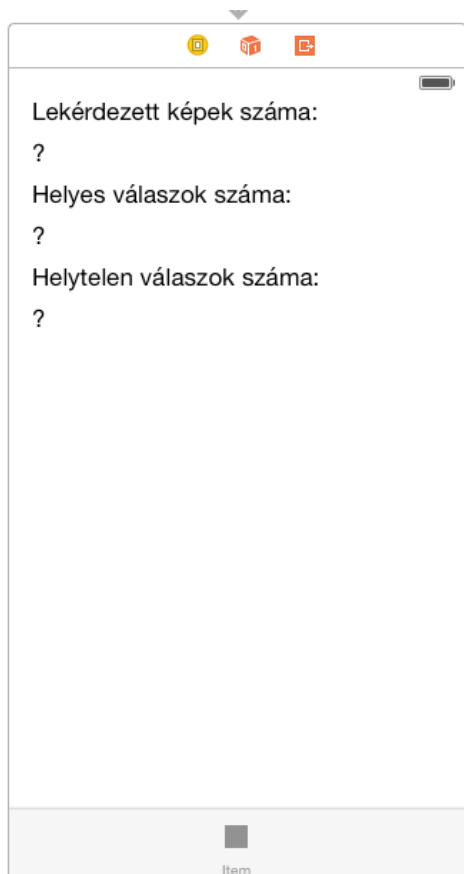 Lekérdezett képek száma:
?
Helyes válaszok száma:
?
Helytelen válaszok száma:
?
Item